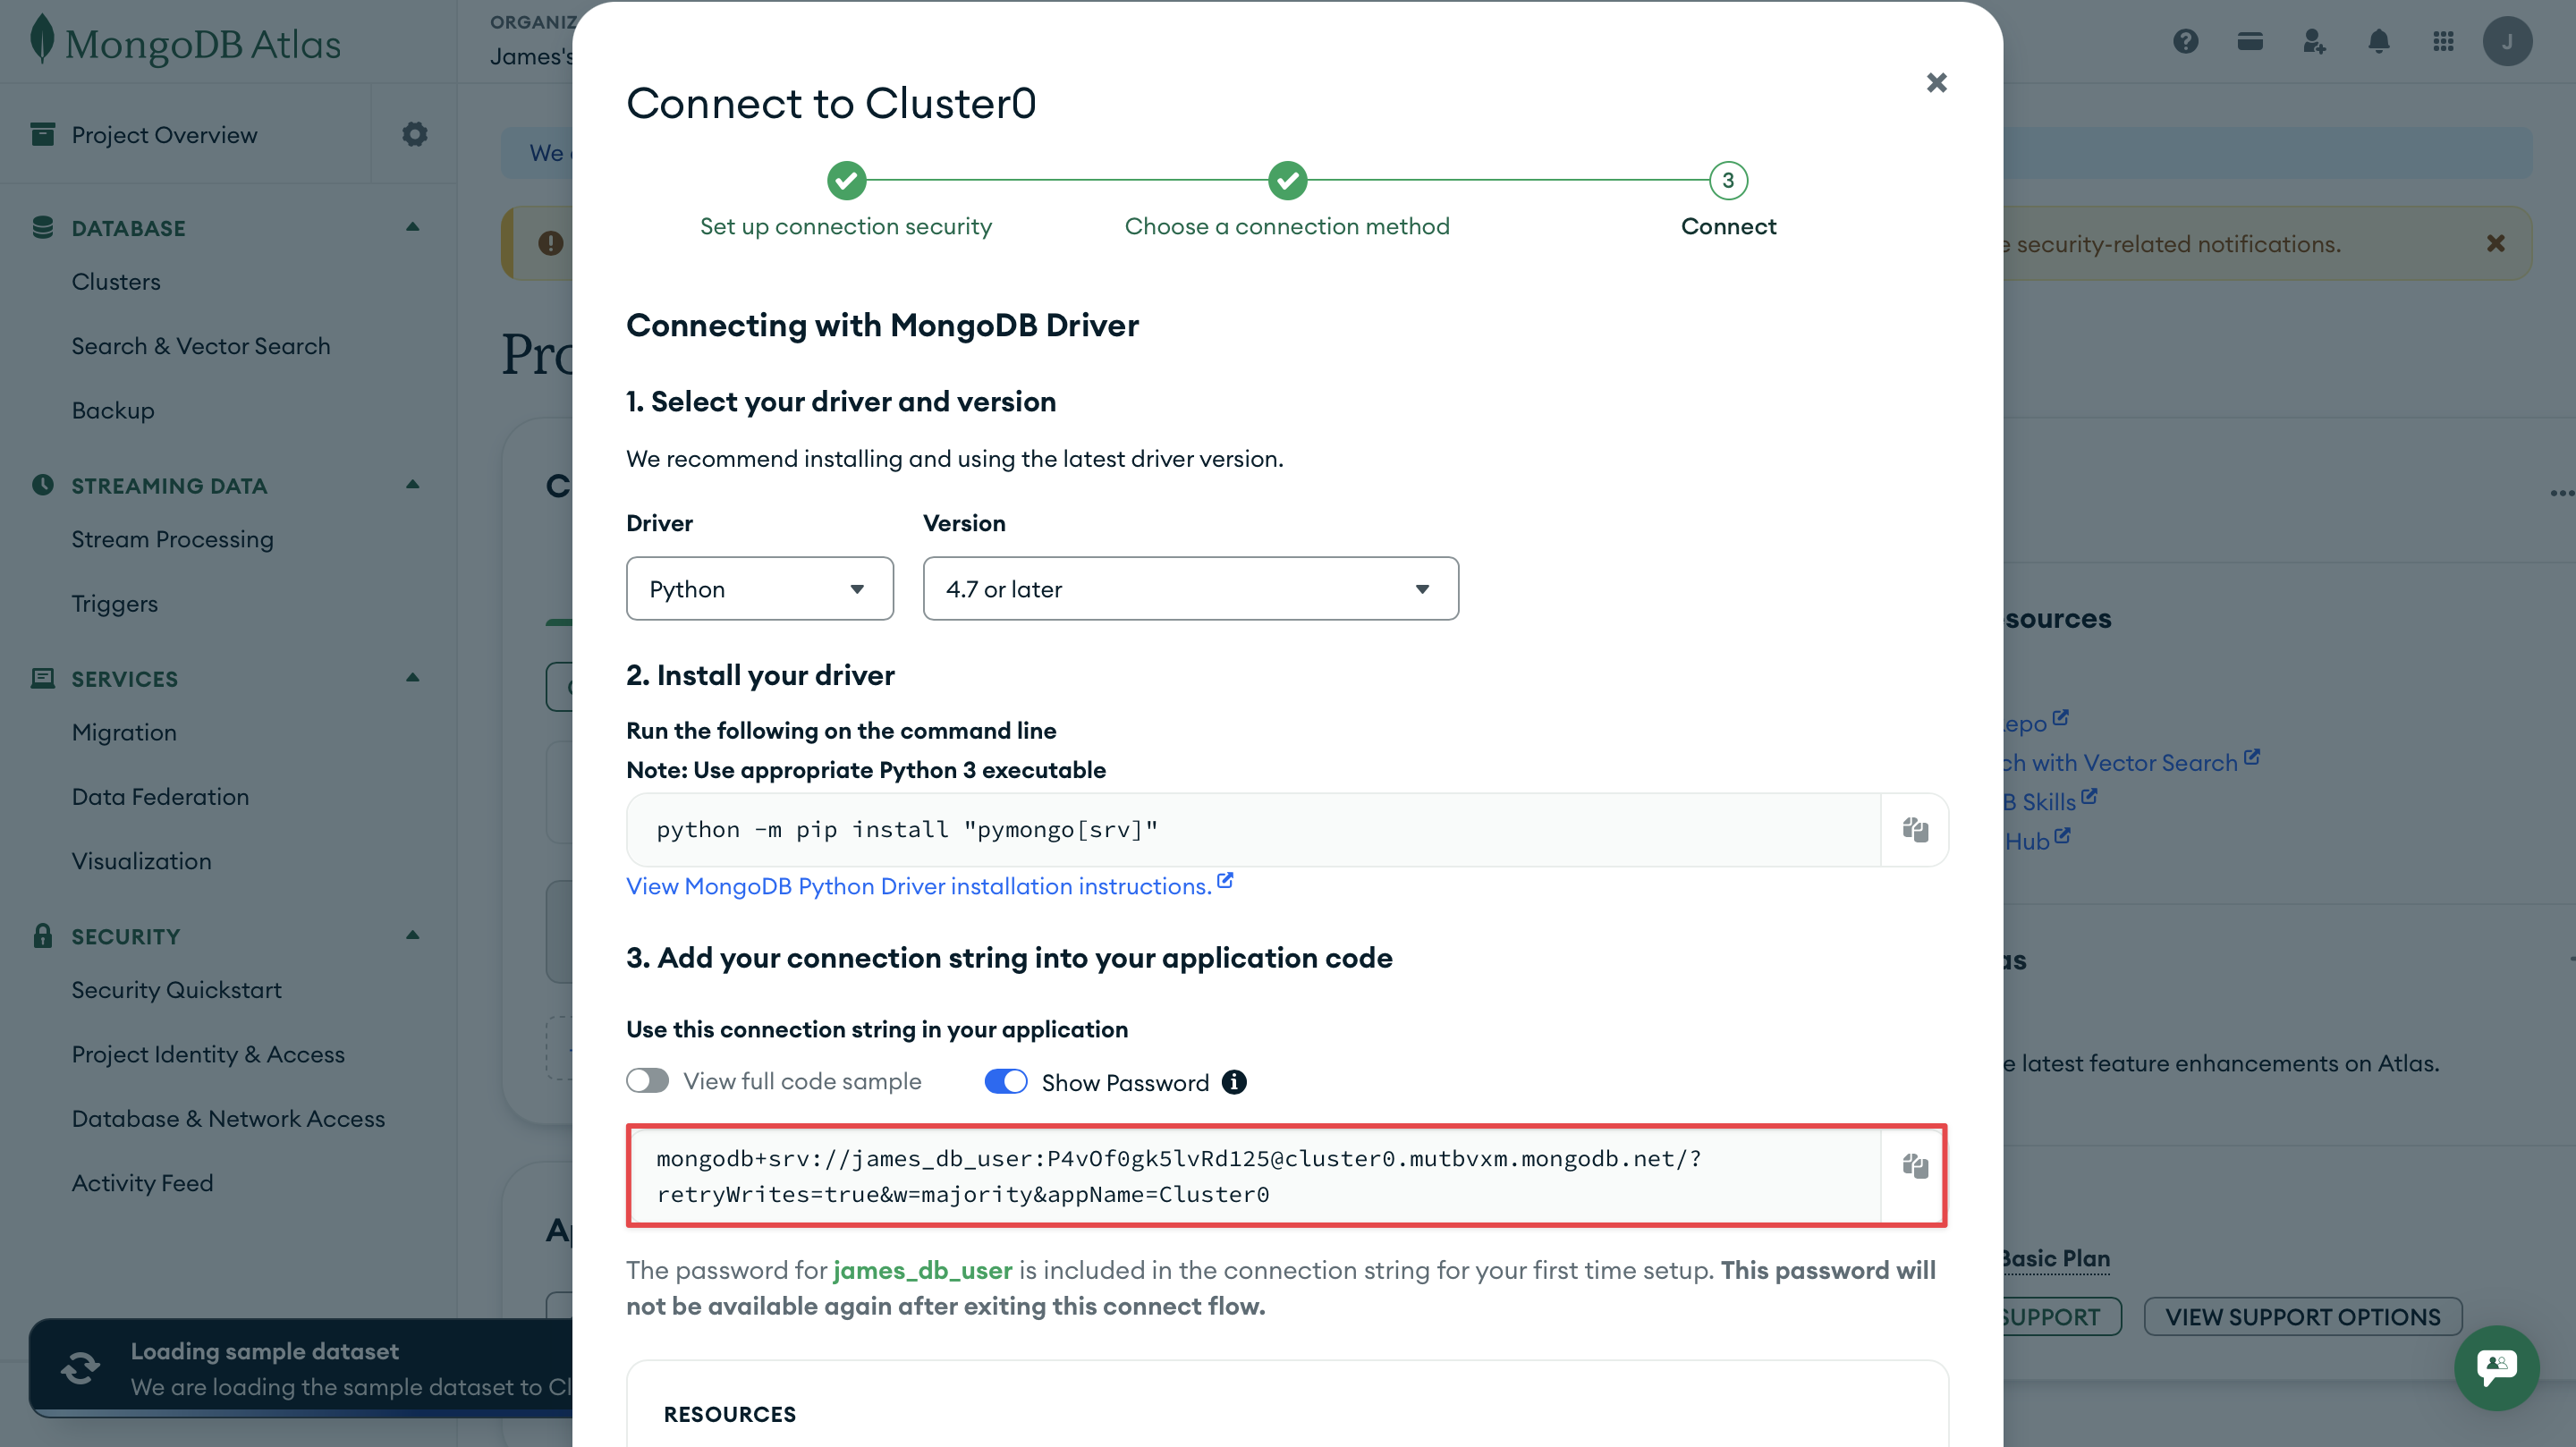 MongoDB Atlas
ORGANIZ
James's
Project Overview
DATABASE
Clusters
Search & Vector Search
Backup
STREAMING DATA
Stream Processing
Triggers
SERVICES
Migration
Data Federation
Visualization
SECURITY
Security Quickstart
Project Identity & Access
Database & Network Access
Activity Feed
Loading sample dataset
We are loading the sample dataset to Cl
We
Pro
C
Connect to Cluster0
3
Set up connection security
Choose a connection method
Connect
Connecting with MongoDB Driver
1. Select your driver and version
We recommend installing and using the latest driver version.
Driver
Version
Python
4.7 or later
2. Install your driver
Run the following on the command line
Note: Use appropriate Python 3 executable
python -m pip install "pymongo[srv]"
View MongoDB Python Driver installation instructions.
3. Add your connection string into your application code
Use this connection string in your application
View full code sample
Show Password
mongodb+srv://james_db_user:P4vOf0gk5lvRd125@cluster0.mutbvxm.mongodb.net/?
retryWrites=true&w=majority&appName=Cluster0
The password for james_db_user is included in the connection string for your first time setup. This password will
not be available again after exiting this connect flow.
RESOURCES
J
e security-related notifications.
sources
epo
ch with Vector Search
B Skills
Hub
as
e latest feature enhancements on Atlas.
Basic Plan
SUPPORT
VIEW SUPPORT OPTIONS